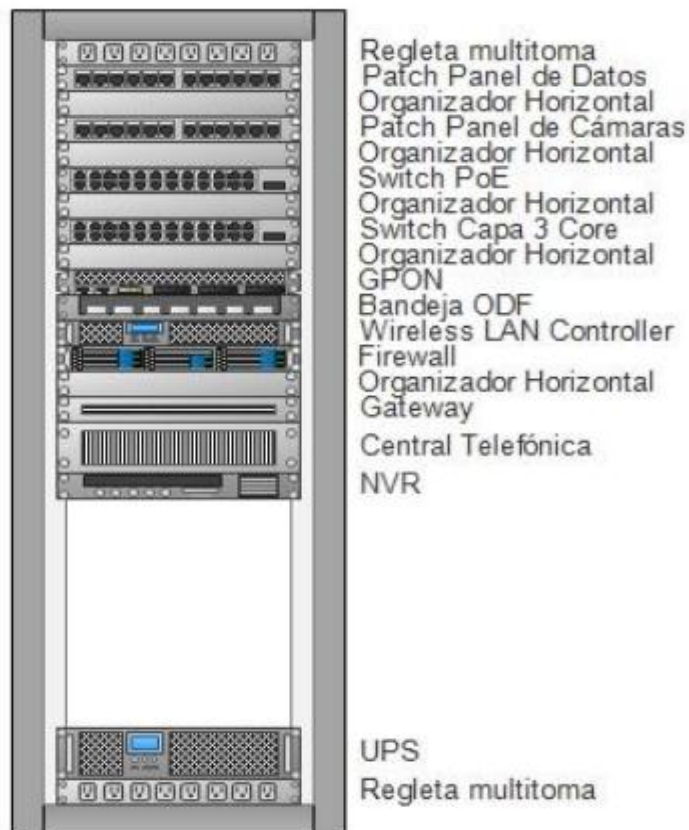 Regleta multitoma
Patch Panel de Datos
Organizador Horizontal
Patch Panel de Cámaras
Organizador Horizontal
Switch PoE
Organizador Horizontal
Switch Capa 3 Core
Organizador Horizontal
GPON
Bandeja ODF
Wireless LAN Controller
Firewall
Organizador Horizontal
Gateway
Central Telefónica
NVR
UPS
Regleta multitoma